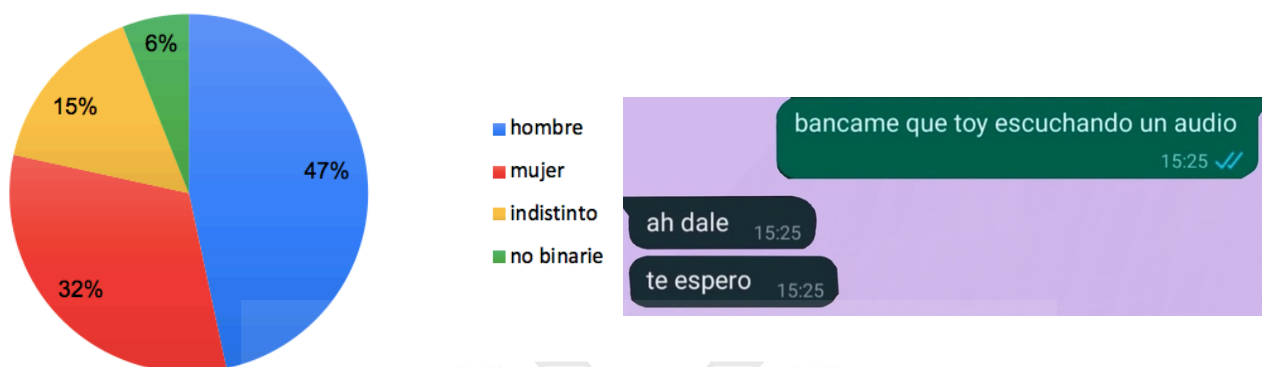 6%
15%
47%
32%
hombre
mujer
indistinto
no binarie
bancame que toy escuchando un audio
15:25
ah dale 15:25
te espero 15:25